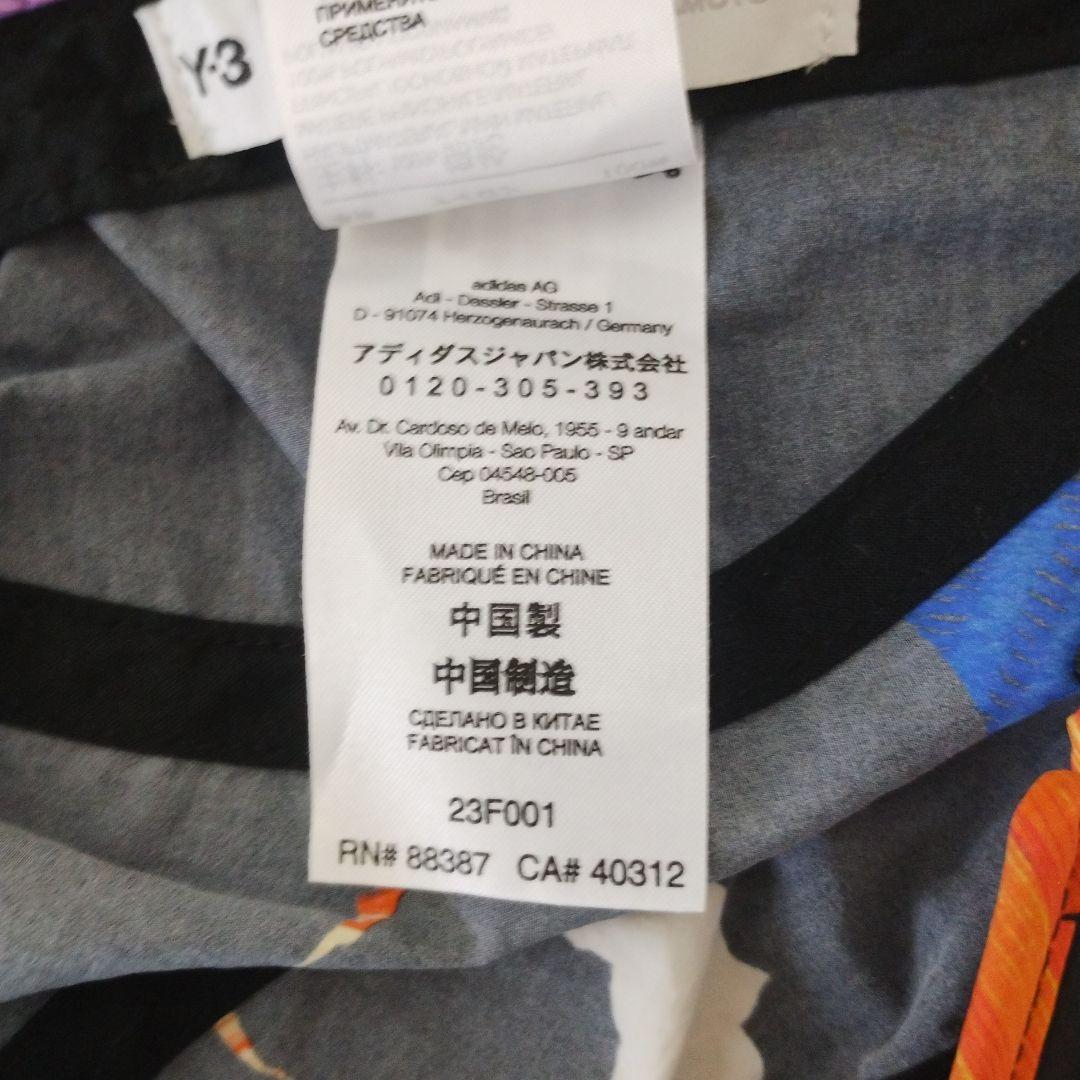 Y-3
ПРИМЕНИТ
СРЕДСТВА
adidas AG
Adi - Dassler - Strasse 1
D - 91074 Herzogenaurach / Germany
アディダスジャパン株式会社
0120-305-393
Av. Dr. Cardoso de Melo, 1955 - 9 andar
Vila Olimpia - Sao Paulo - SP
Cep 04548-005
Brasil
MADE IN CHINA
FABRIQUÉ EN CHINE
中国製
中国制造
СДЕЛАНО В КИТАЕ
FABRICAT ÎN CHINA
23F001
RN# 88387 CA# 40312